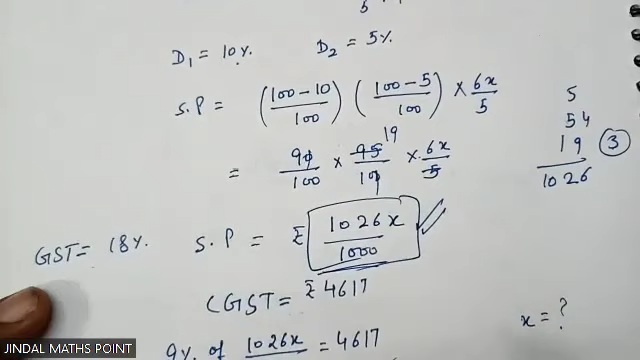 5
D₁ = 10%. D₂ = 5%.
S.P = (100-10/100) (100-5/100) × 6x/5
5
54
19 ③
1026
= 90/100 × 95/100 × 6x/5
19
GST = 18%. S.P = ₹ 1026x/1000
CGST = ₹ 4617
x = ?
9% of 1026x = 4617
JINDAL MATHS POINT